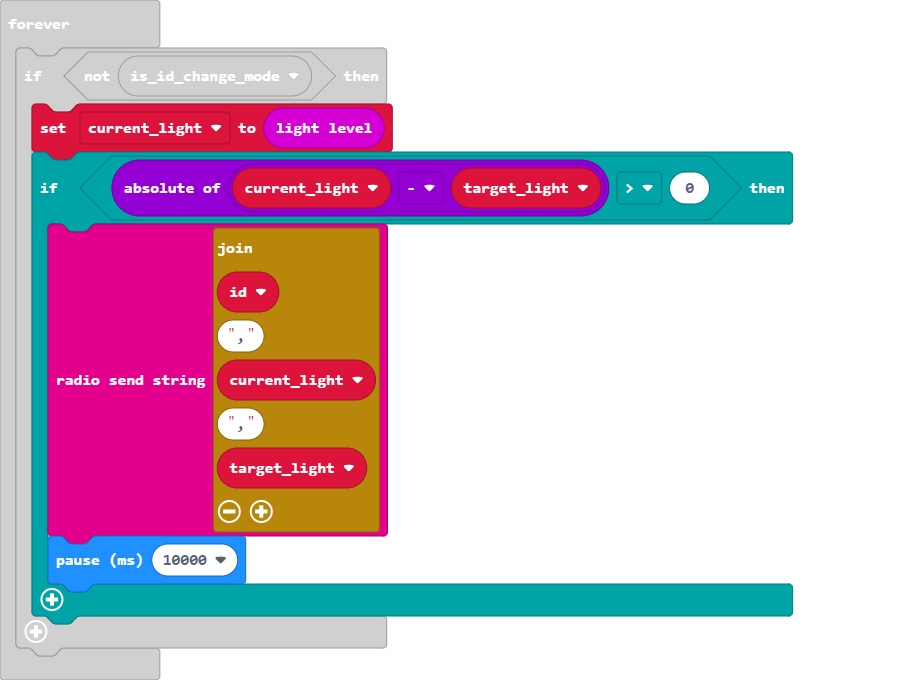 forever
if not is_id_change_mode then
set current_light to light level
if absolute of current_light - target_light > 0 then
join
id
","
radio send string current_light
","
target_light
pause (ms) 10000